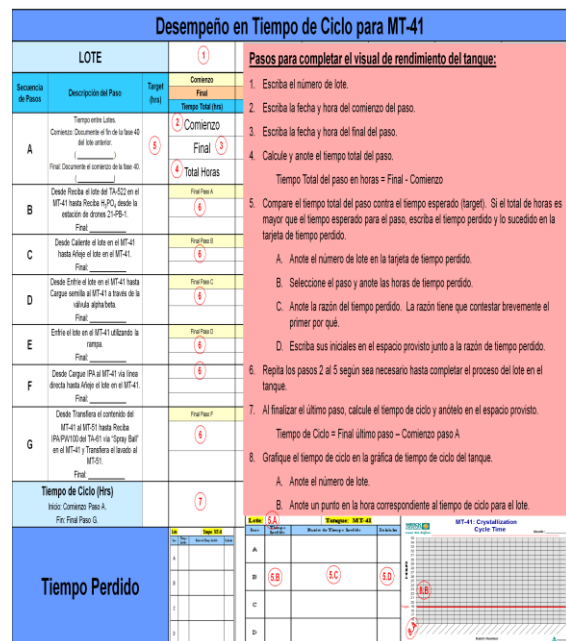 Desempeño en Tiempo de Ciclo para MT-41
LOTE
1
Secuencia
de Pasos
Descripción del Paso
Target
(hrs)
Comienzo
Final
Tiempo Total (hrs)
A
Tiempo entre Lotes.
Comienzo: Documente el fin de la fase 40
del lote anterior.
(____________)
Final: Documente el comienzo de la fase 40.
(____________)
5
2 Comienzo
Final 3
4 Total Horas
B
Desde Reciba el lote del TA-522 en el
MT-41 hasta Reciba H3PO4 desde la
estación de drones 21-PB-1.
Final: __________
Final Paso A
6
C
Desde Caliente el lote en el MT-41
hasta Añeje el lote en el MT-41.
Final: __________
Final Paso B
6
D
Desde Enfríe el lote en el MT-41 hasta
Cargue semilla al MT-41 a través de la
válvula alpha/beta.
Final: __________
Final Paso C
6
E
Enfríe el lote en el MT-41 utilizando la
rampa.
Final: __________
Final Paso D
6
F
Desde Cargue IPA al MT-41 vía línea
directa hasta Añeje el lote en MT-41.
Final: __________
6
G
Desde Transfiera el contenido del
MT-41 al MT-51 hasta Reciba
IPA/PW100 del TA-61 vía "Spray Ball"
en el MT-41 y Transfiera el lavado al
MT-51.
Final: __________
Final Paso F
6
Tiempo de Ciclo (Hrs)
Inicio: Comienzo Paso A.
Fin: Final Paso G.
7
Pasos para completar el visual de rendimiento del tanque:
1. Escriba el número de lote.
2. Escriba la fecha y hora del comienzo del paso.
3. Escriba la fecha y hora del final del paso.
4. Calcule y anote el tiempo total del paso.
Tiempo Total del paso en horas = Final - Comienzo
5. Compare el tiempo total del paso contra el tiempo esperado (target). Si el total de horas es
mayor que el tiempo esperado para el paso, escriba el tiempo perdido y lo sucedido en la
tarjeta de tiempo perdido.
A. Anote el número de lote en la tarjeta de tiempo perdido.
B. Seleccione el paso y anote las horas de tiempo perdido.
C. Anote la razón del tiempo perdido. La razón tiene que contestar brevemente el
primer por qué.
D. Escriba sus iniciales en el espacio provisto junto a la razón de tiempo perdido.
6. Repita los pasos 2 al 5 según sea necesario hasta completar el proceso del lote en el
tanque.
7. Al finalizar el último paso, calcule el tiempo de ciclo y anótelo en el espacio provisto.
Tiempo de Ciclo = Final último paso – Comienzo paso A
8. Grafique el tiempo de ciclo en la gráfica de tiempo de ciclo del tanque.
A. Anote el número de lote.
B. Anote un punto en la hora correspondiente al tiempo de ciclo para el lote.
Tiempo Perdido
A
B
C
D
Lote: 5.A Tanque: MT-41
A
B 5.B 5.C 5.D
C
D
MERCK
MT-41: Crystallization
Cycle Time
8.B
8.A